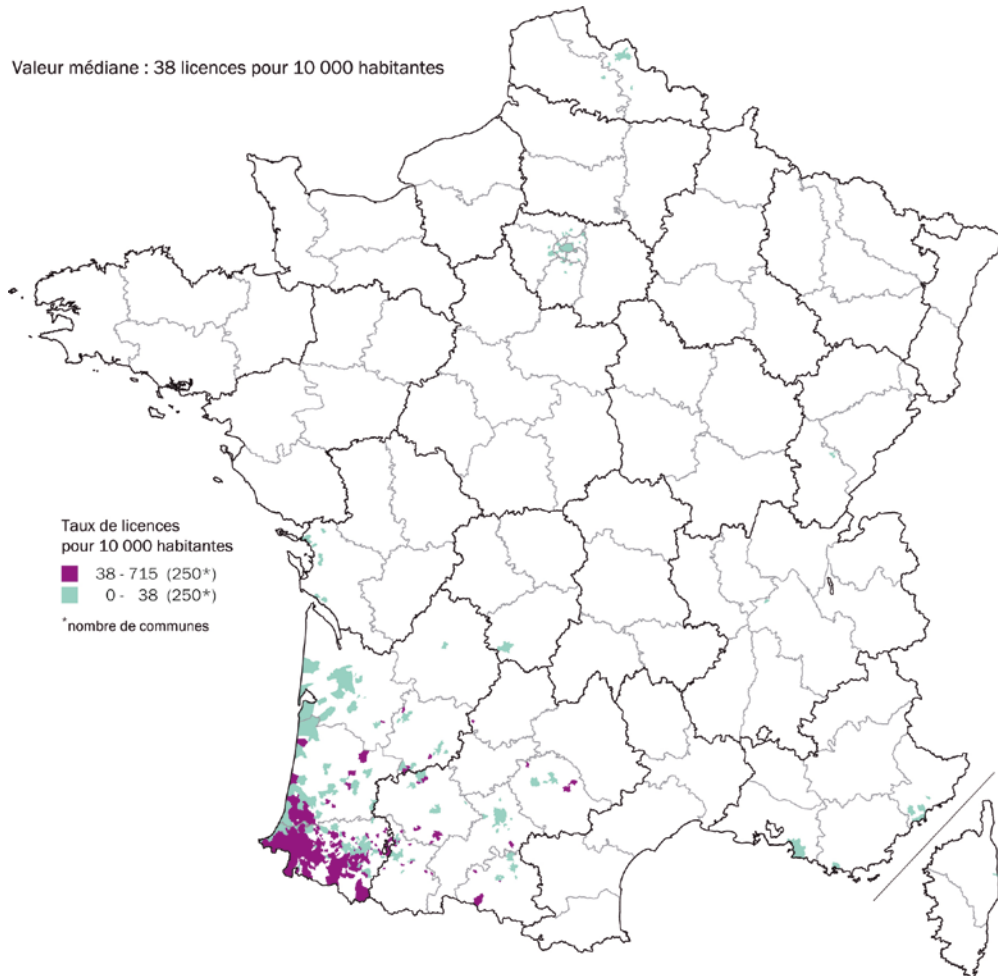 Valeur médiane : 38 licences pour 10 000 habitantes
Taux de licences
pour 10 000 habitantes
38 - 715 (250*)
0 - 38 (250*)
*nombre de communes